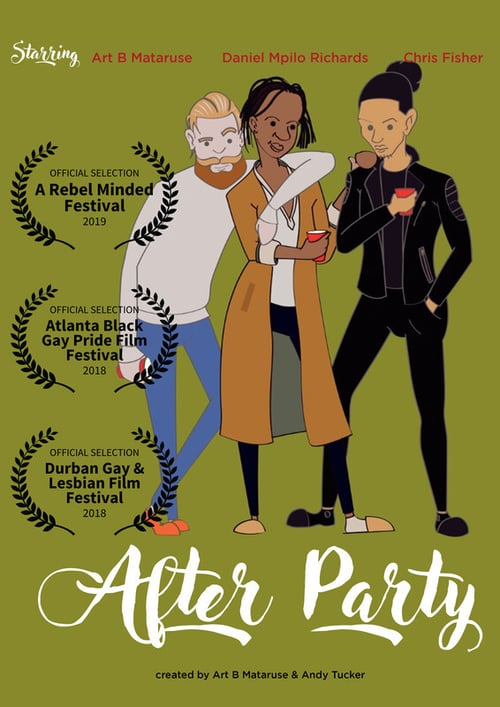 Starring Art B Mataruse Daniel Mpilo Richards Chris Fisher
OFFICIAL SELECTION
A Rebel Minded
Festival
2019
OFFICIAL SELECTION
Atlanta Black
Gay Pride Film
Festival
2018
OFFICIAL SELECTION
Durban Gay &
Lesbian Film
Festival
2018
After Party
created by Art B Mataruse & Andy Tucker